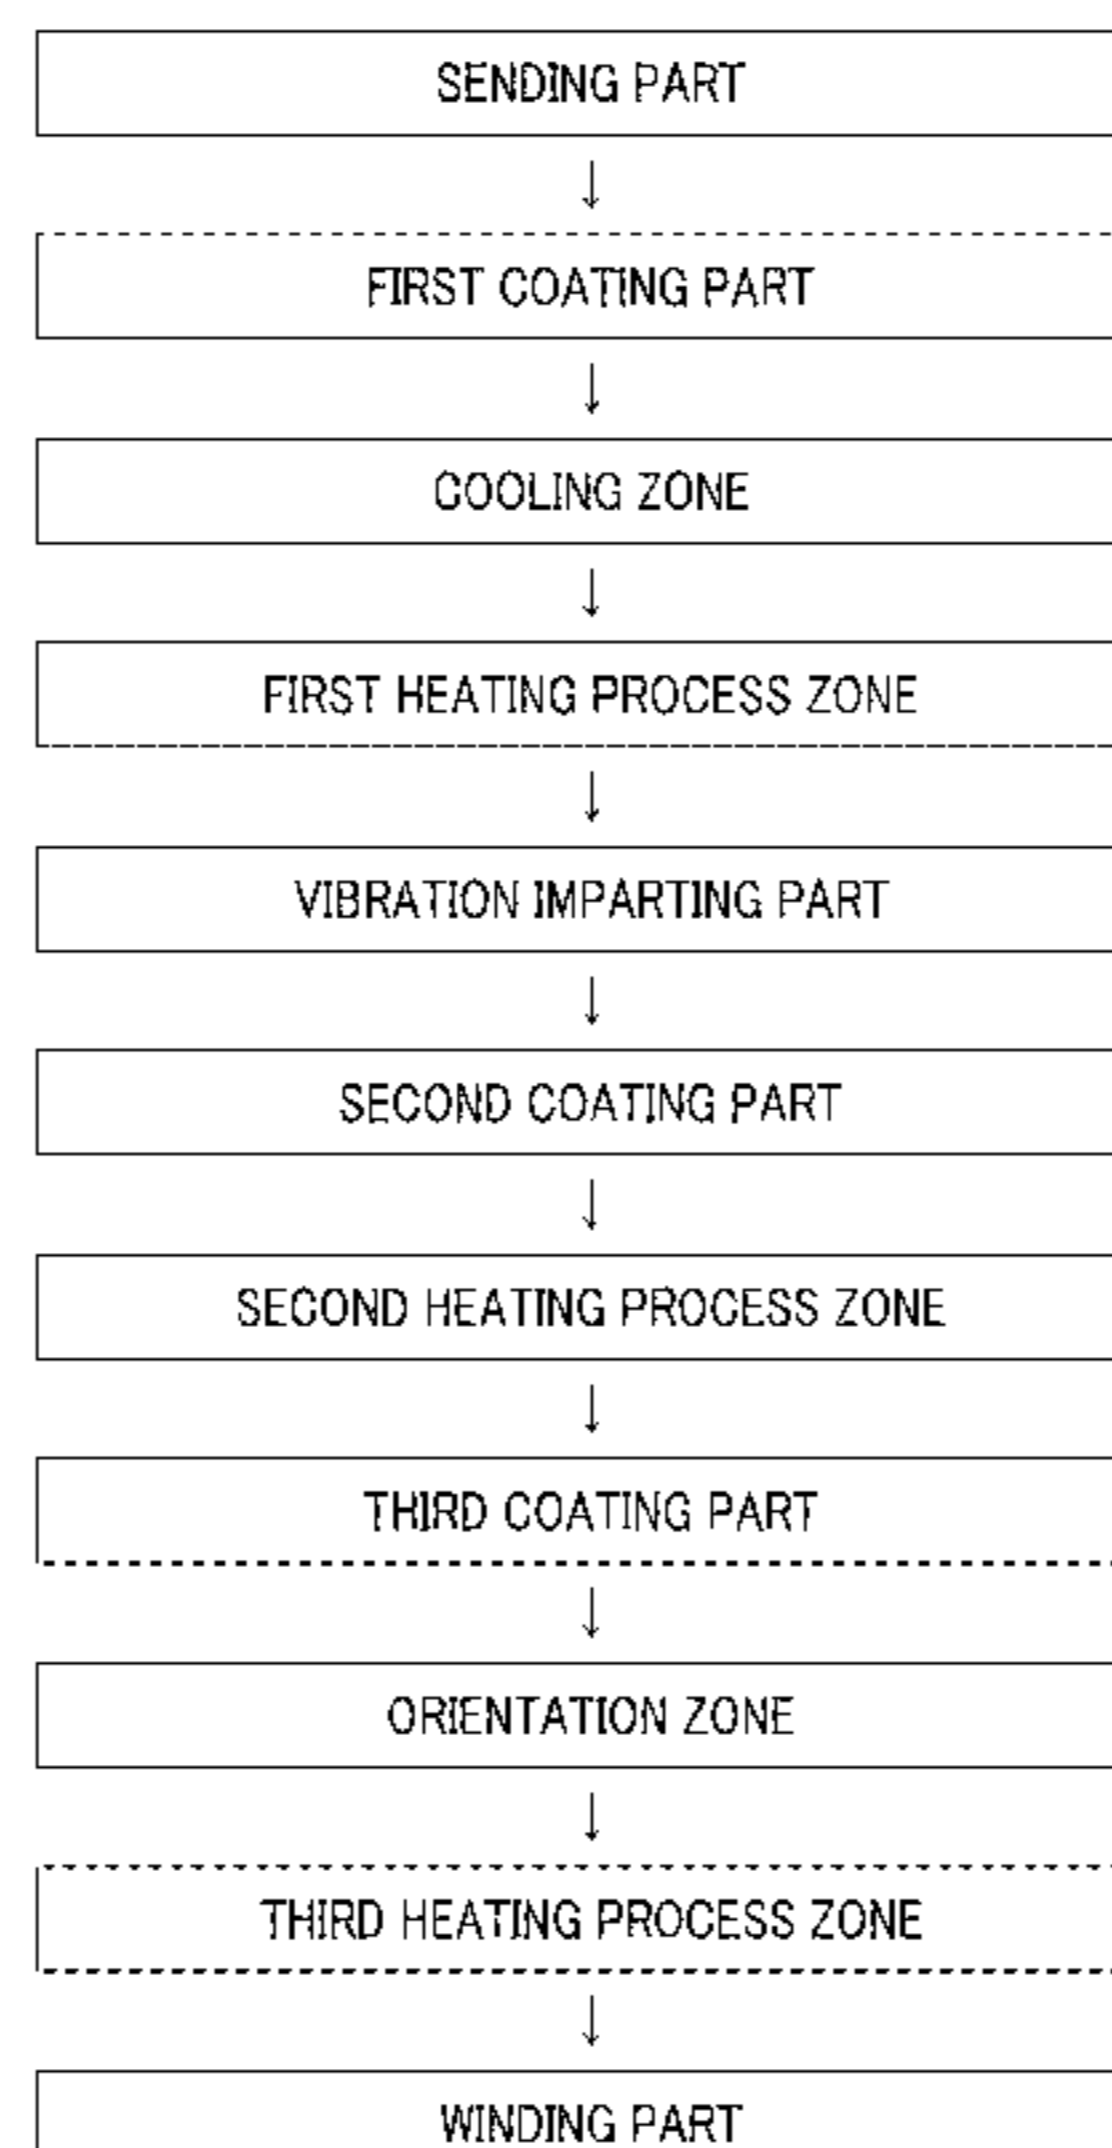 SENDING PART
↓
FIRST COATING PART
↓
COOLING ZONE
↓
FIRST HEATING PROCESS ZONE
↓
VIBRATION IMPARTING PART
↓
SECOND COATING PART
↓
SECOND HEATING PROCESS ZONE
↓
THIRD COATING PART
↓
ORIENTATION ZONE
↓
THIRD HEATING PROCESS ZONE
↓
WINDING PART